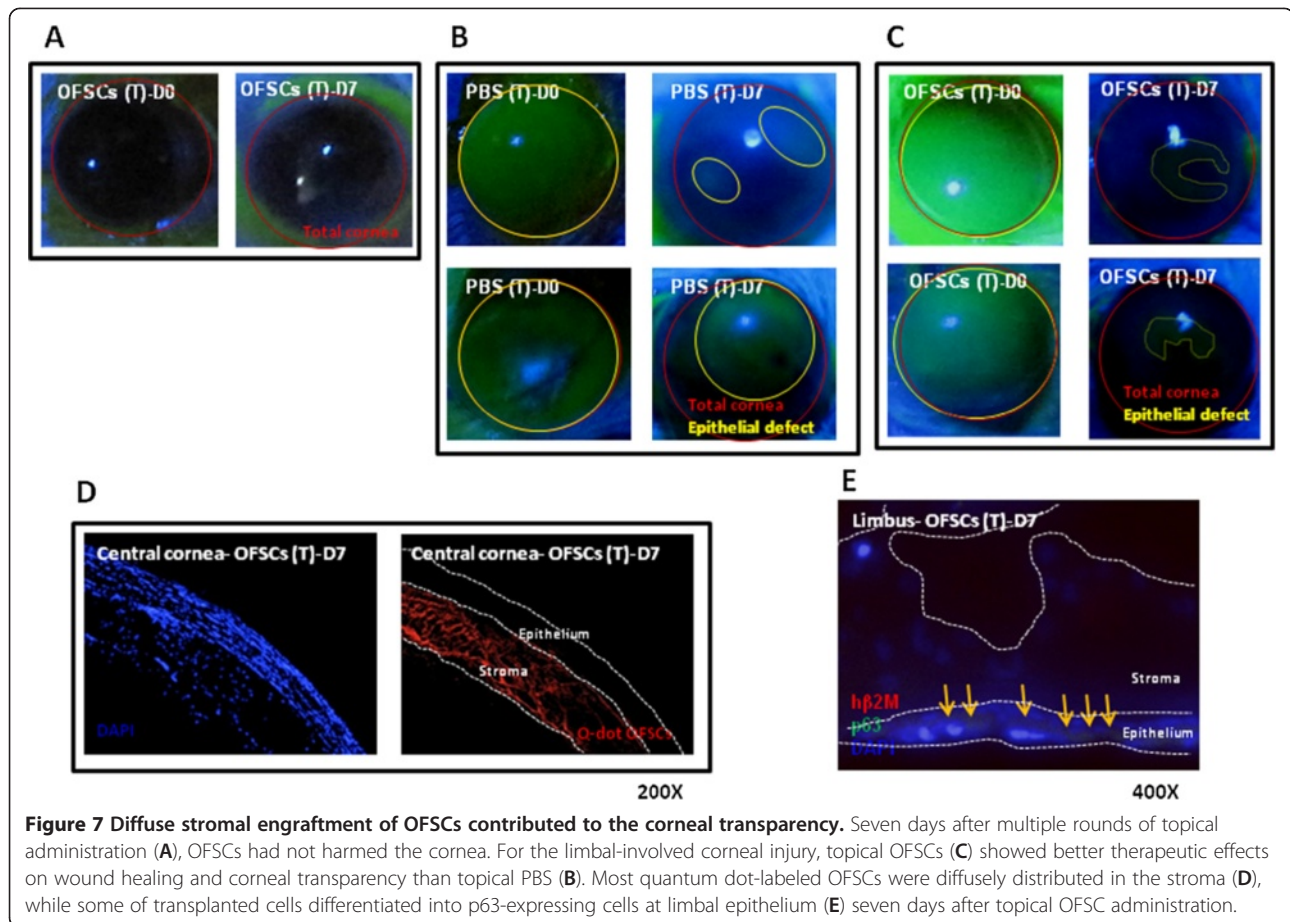 A
B
C
OFSCs (T)-D0
OFSCs (T)-D7
Total cornea
PBS (T)-D0
PBS (T)-D7
PBS (T)-D0
PBS (T)-D7
Total cornea
Epithelial defect
OFSCs (T)-D0
OFSCs (T)-D7
OFSCs (T)-D0
OFSCs (T)-D7
Total cornea
Epithelial defect
D
Central cornea- OFSCs (T)-D7
DAPI
Central cornea- OFSCs (T)-D7
Epithelium
Stroma
Q-dot OFSCs
200X
E
Limbus- OFSCs (T)-D7
Stroma
hβ2M
p63
DAPI
Epithelium
400X
Figure 7 Diffuse stromal engraftment of OFSCs contributed to the corneal transparency. Seven days after multiple rounds of topical
administration (A), OFSCs had not harmed the cornea. For the limbal-involved corneal injury, topical OFSCs (C) showed better therapeutic effects
on wound healing and corneal transparency than topical PBS (B). Most quantum dot-labeled OFSCs were diffusely distributed in the stroma (D),
while some of transplanted cells differentiated into p63-expressing cells at limbal epithelium (E) seven days after topical OFSC administration.